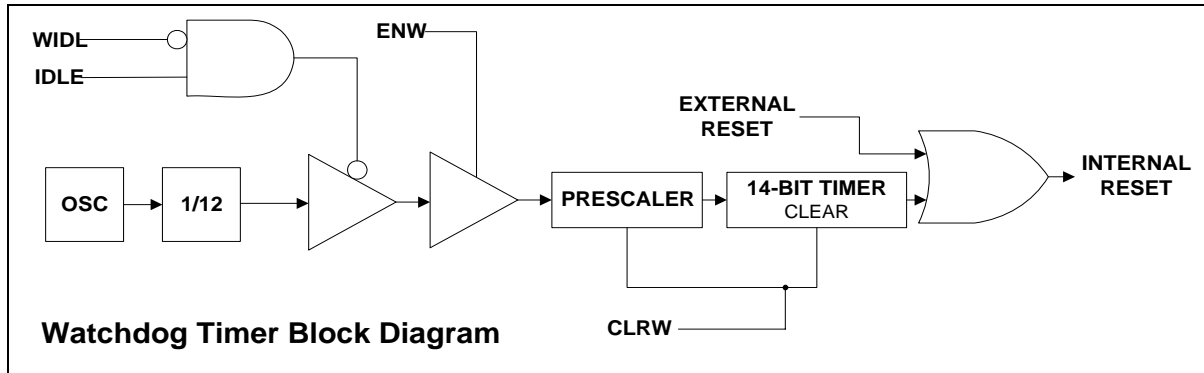 WIDL
IDLE
ENW
EXTERNAL
RESET
INTERNAL
RESET
OSC
1/12
PRESCALER
14-BIT TIMER
CLEAR
CLRW
Watchdog Timer Block Diagram